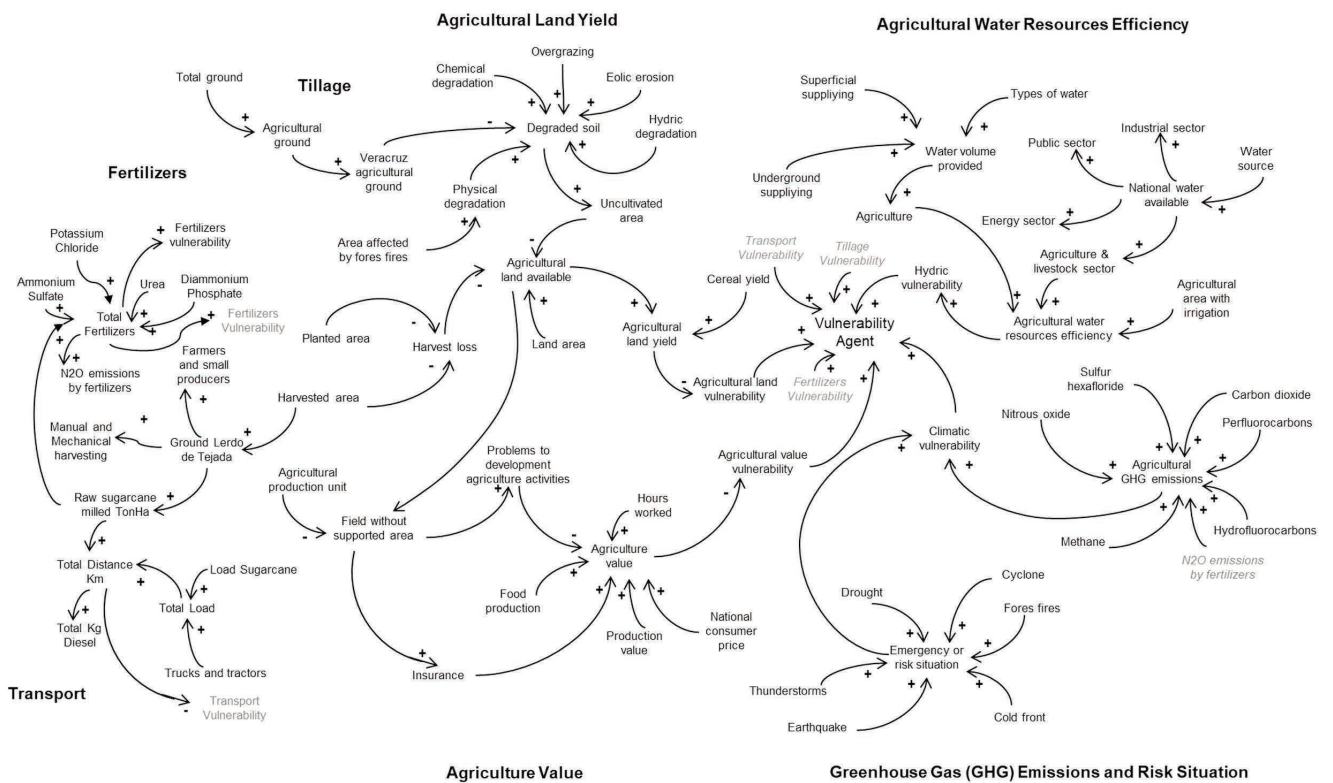 Agricultural Land Yield
Agricultural Water Resources Efficiency
Tillage
Total ground
Agricultural
ground
Veracruz
agricultural
ground
Chemical
degradation
Overgrazing
Eolic erosion
Hydric
degradation
Degraded soil
Physical
degradation
Area affected
by fores fires
Uncultivated
area
Agricultural
land available
Planted area
Harvest loss
Harvested area
Land area
Cereal yield
Agricultural
land yield
Agricultural land
vulnerability
Superficial
supplying
Types of water
Underground
supplying
Water volume
provided
Agriculture
Public sector
Industrial sector
Water
source
National water
available
Energy sector
Agriculture &
livestock sector
Agricultural
area with
irrigation
Agricultural water
resources efficiency
Hydric
vulnerability
Transport
Vulnerability
Tillage
Vulnerability
Vulnerability
Agent
Fertilizers
Vulnerability
Fertilizers
Potassium
Chloride
Fertilizers
vulnerability
Ammonium
Sulfate
Urea
Diammonium
Phosphate
Total
Fertilizers
Fertilizers
Vulnerability
N2O emissions
by fertilizers
Farmers
and small
producers
Manual and
Mechanical
harvesting
Ground Lerdo
de Tejada
Raw sugarcane
milled TonHa
Total Distance
Km
Load Sugarcane
Total Load
Total Kg
Diesel
Trucks and tractors
Transport
Transport
Vulnerability
Agricultural
production unit
Field without
supported area
Problems to
development
agriculture activities
Hours
worked
Agriculture
value
Food
production
Production
value
National
consumer
price
Insurance
Agricultural value
vulnerability
Agriculture Value
Climatic
vulnerability
Sulfur
hexafloride
Nitrous oxide
Carbon dioxide
Perfluorocarbons
Agricultural
GHG emissions
Methane
Hydrofluorocarbons
N2O emissions
by fertilizers
Drought
Cyclone
Fores fires
Emergency or
risk situation
Thunderstorms
Earthquake
Cold front
Greenhouse Gas (GHG) Emissions and Risk Situation